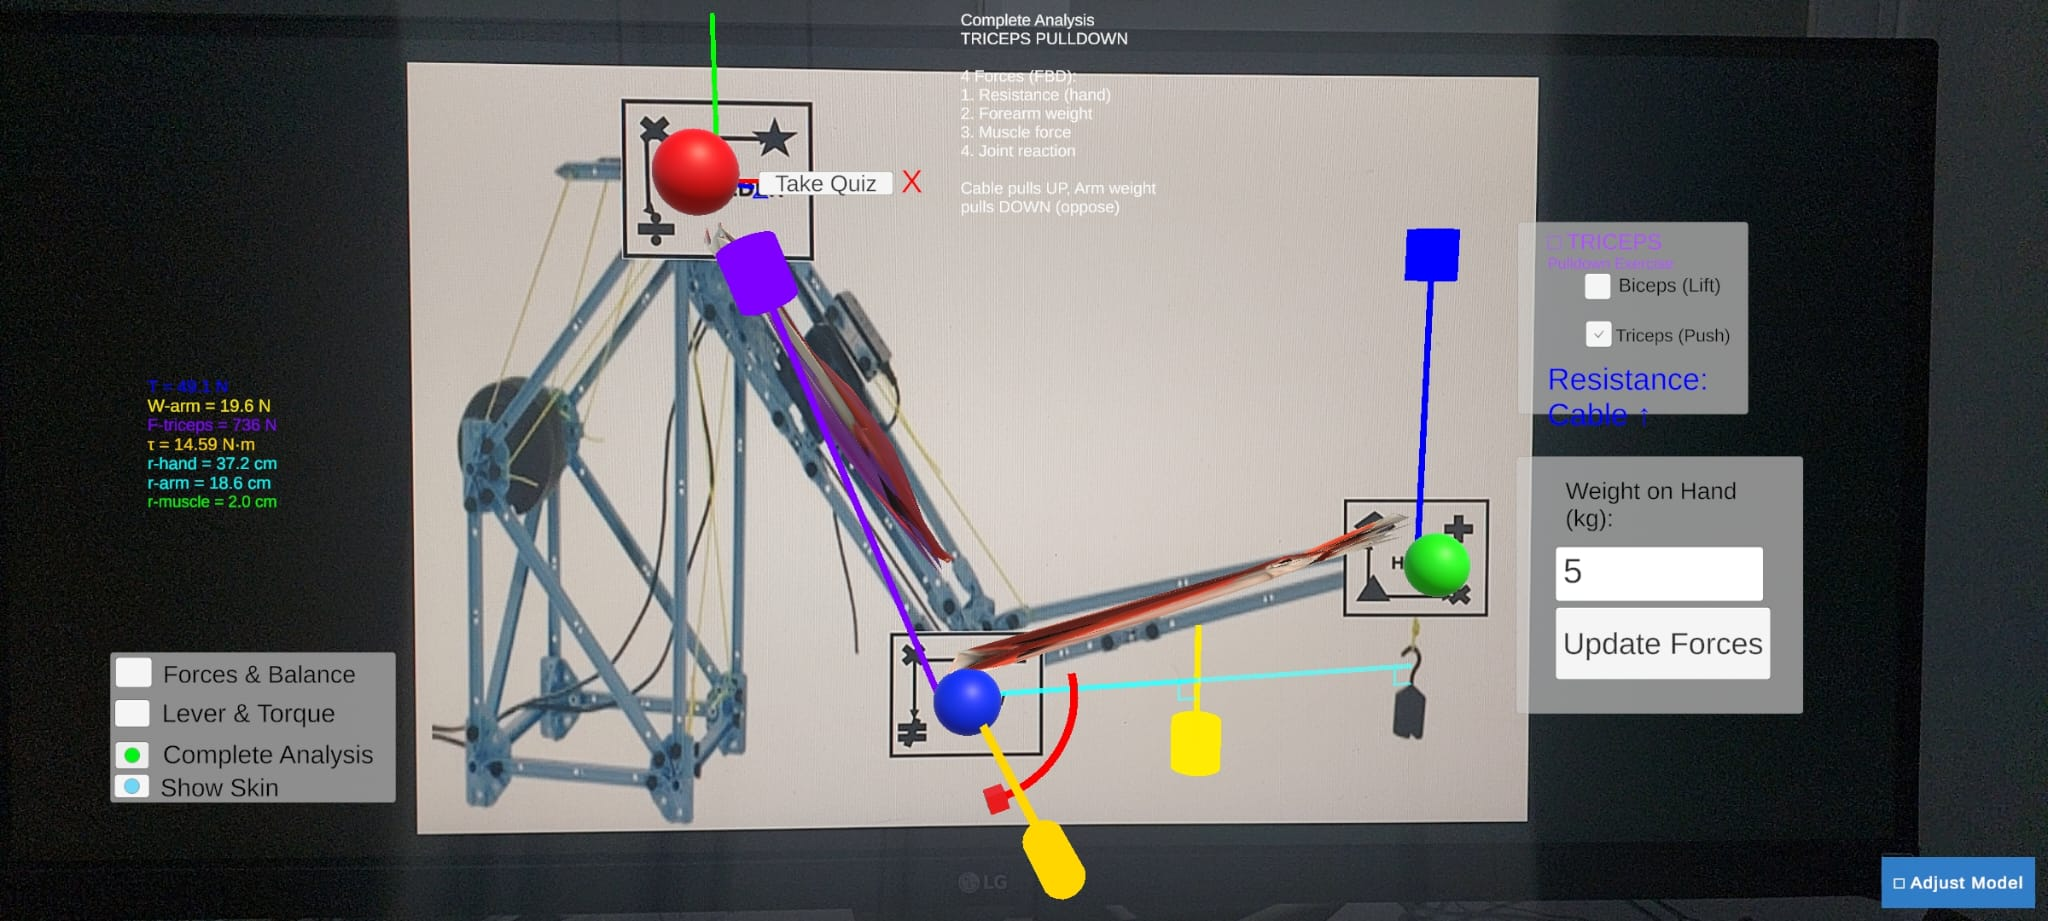 Complete Analysis
TRICEPS PULLDOWN
4 Forces (FBD):
1. Resistance (hand)
2. Forearm weight
3. Muscle force
4. Joint reaction
Cable pulls UP, Arm weight
pulls DOWN (oppose)
Take Quiz X
□ TRICEPS
Pulldown Exercise
Biceps (Lift)
Triceps (Push)
Resistance:
Cable ↑
T = 49.1 N
W-arm = 19.6 N
F-triceps = 736 N
τ = 14.59 N·m
r-hand = 37.2 cm
r-arm = 18.6 cm
r-muscle = 2.0 cm
Weight on Hand
(kg):
5
Update Forces
Forces & Balance
Lever & Torque
Complete Analysis
Show Skin
LG
□ Adjust Model